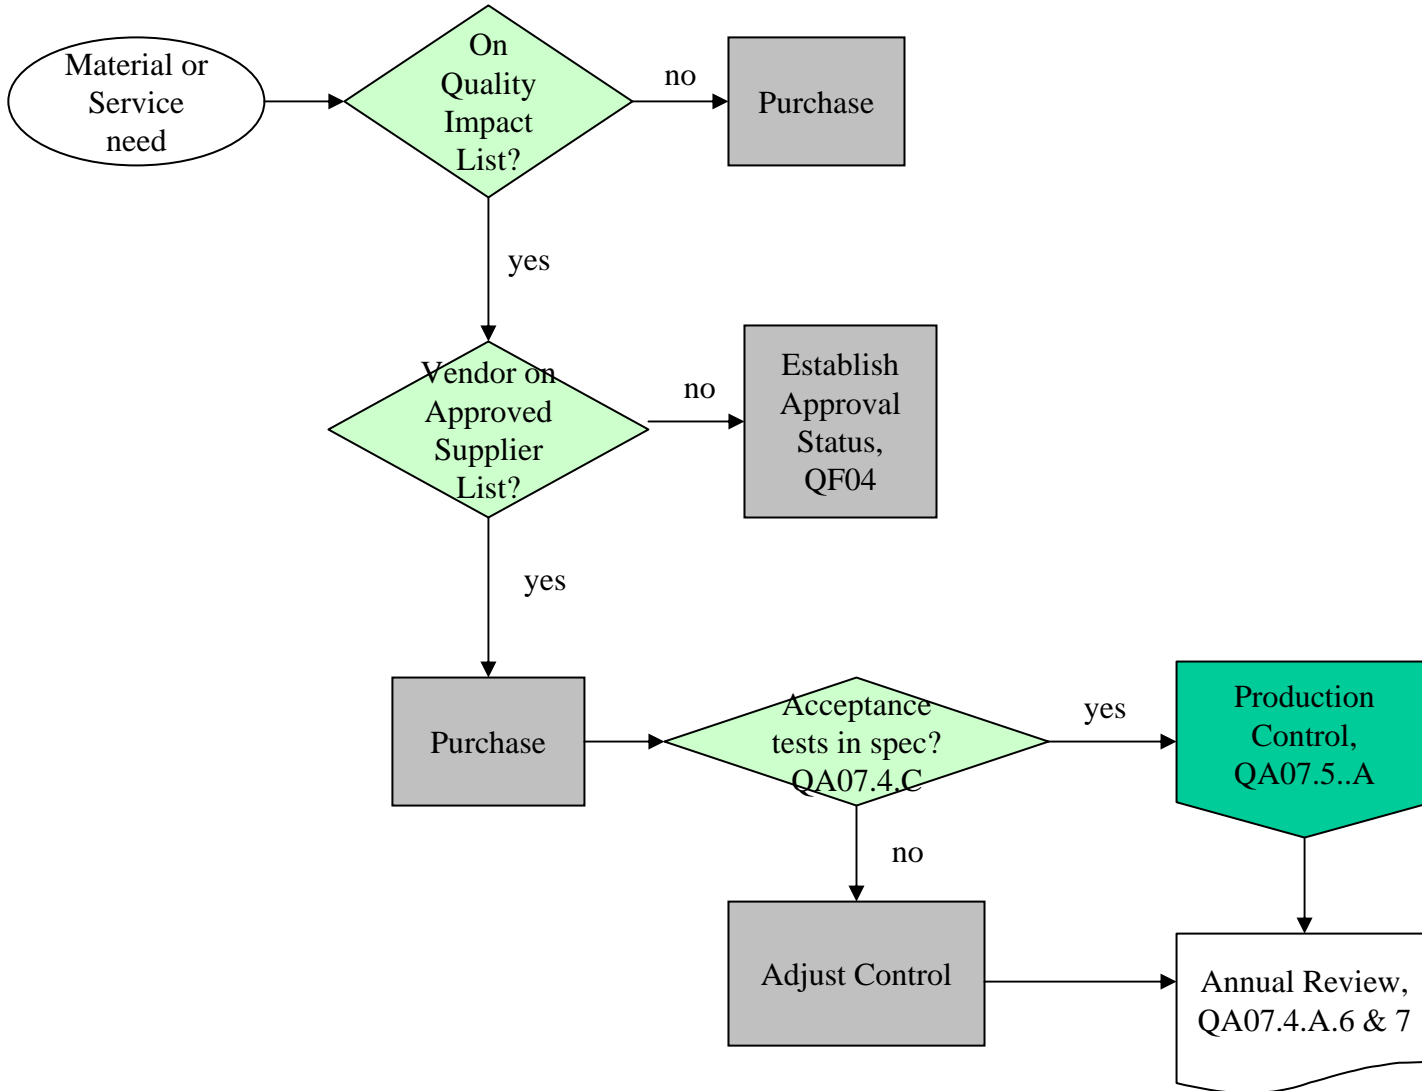 Material or
Service
need
On
Quality
Impact
List?
no
Purchase
yes
Vendor on
Approved
Supplier
List?
no
Establish
Approval
Status,
QF04
yes
Purchase
Acceptance
tests in spec?
QA07.4.C
yes
Production
Control,
QA07.5..A
no
Adjust Control
Annual Review,
QA07.4.A.6 & 7